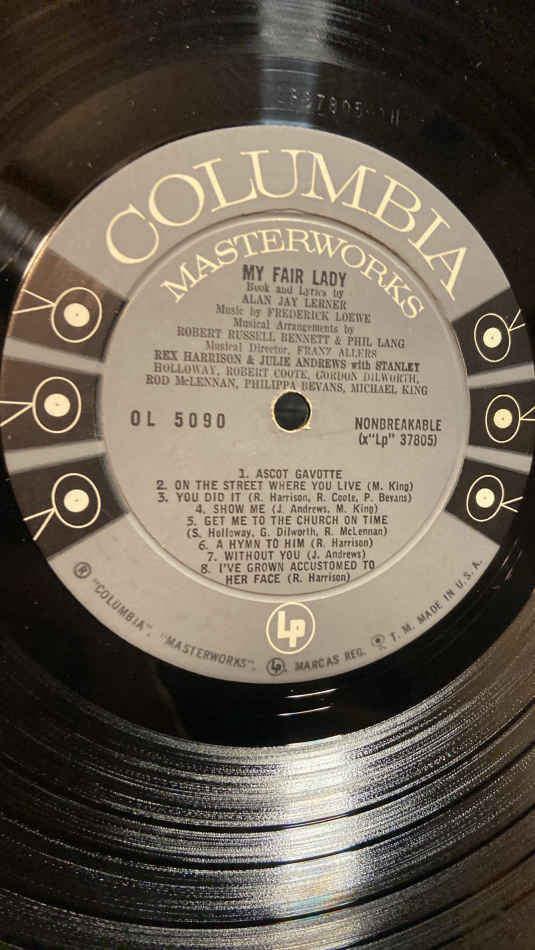 COLUMBIA
MASTERWORKS
MY FAIR LADY
Book and Lyrics by
ALAN JAY LERNER
Music by FREDERICK LOEWE
Musical Arrangements by
ROBERT RUSSELL BENNETT & PHIL LANG
Musical Director, FRANZ ALLERS
REX HARRISON & JULIE ANDREWS with STANLEY
HOLLOWAY, ROBERT COOTE, GORDON DILWORTH,
ROD McLENNAN, PHILIPPA BEVANS, MICHAEL KING
OL 5090
NONBREAKABLE
(x"Lp" 37805)
1. ASCOT GAVOTTE
2. ON THE STREET WHERE YOU LIVE (M. King)
3. YOU DID IT (R. Harrison, R. Coote, P. Bevans)
4. SHOW ME (J. Andrews, M. King)
5. GET ME TO THE CHURCH ON TIME
(S. Holloway, G. Dilworth, R. McLennan)
6. A HYMN TO HIM (R. Harrison)
7. WITHOUT YOU (J. Andrews)
8. I'VE GROWN ACCUSTOMED TO
HER FACE (R. Harrison)
Lp
® "COLUMBIA", "MASTERWORKS", Lp MARCAS REG. T. M. MADE IN U. S. A.